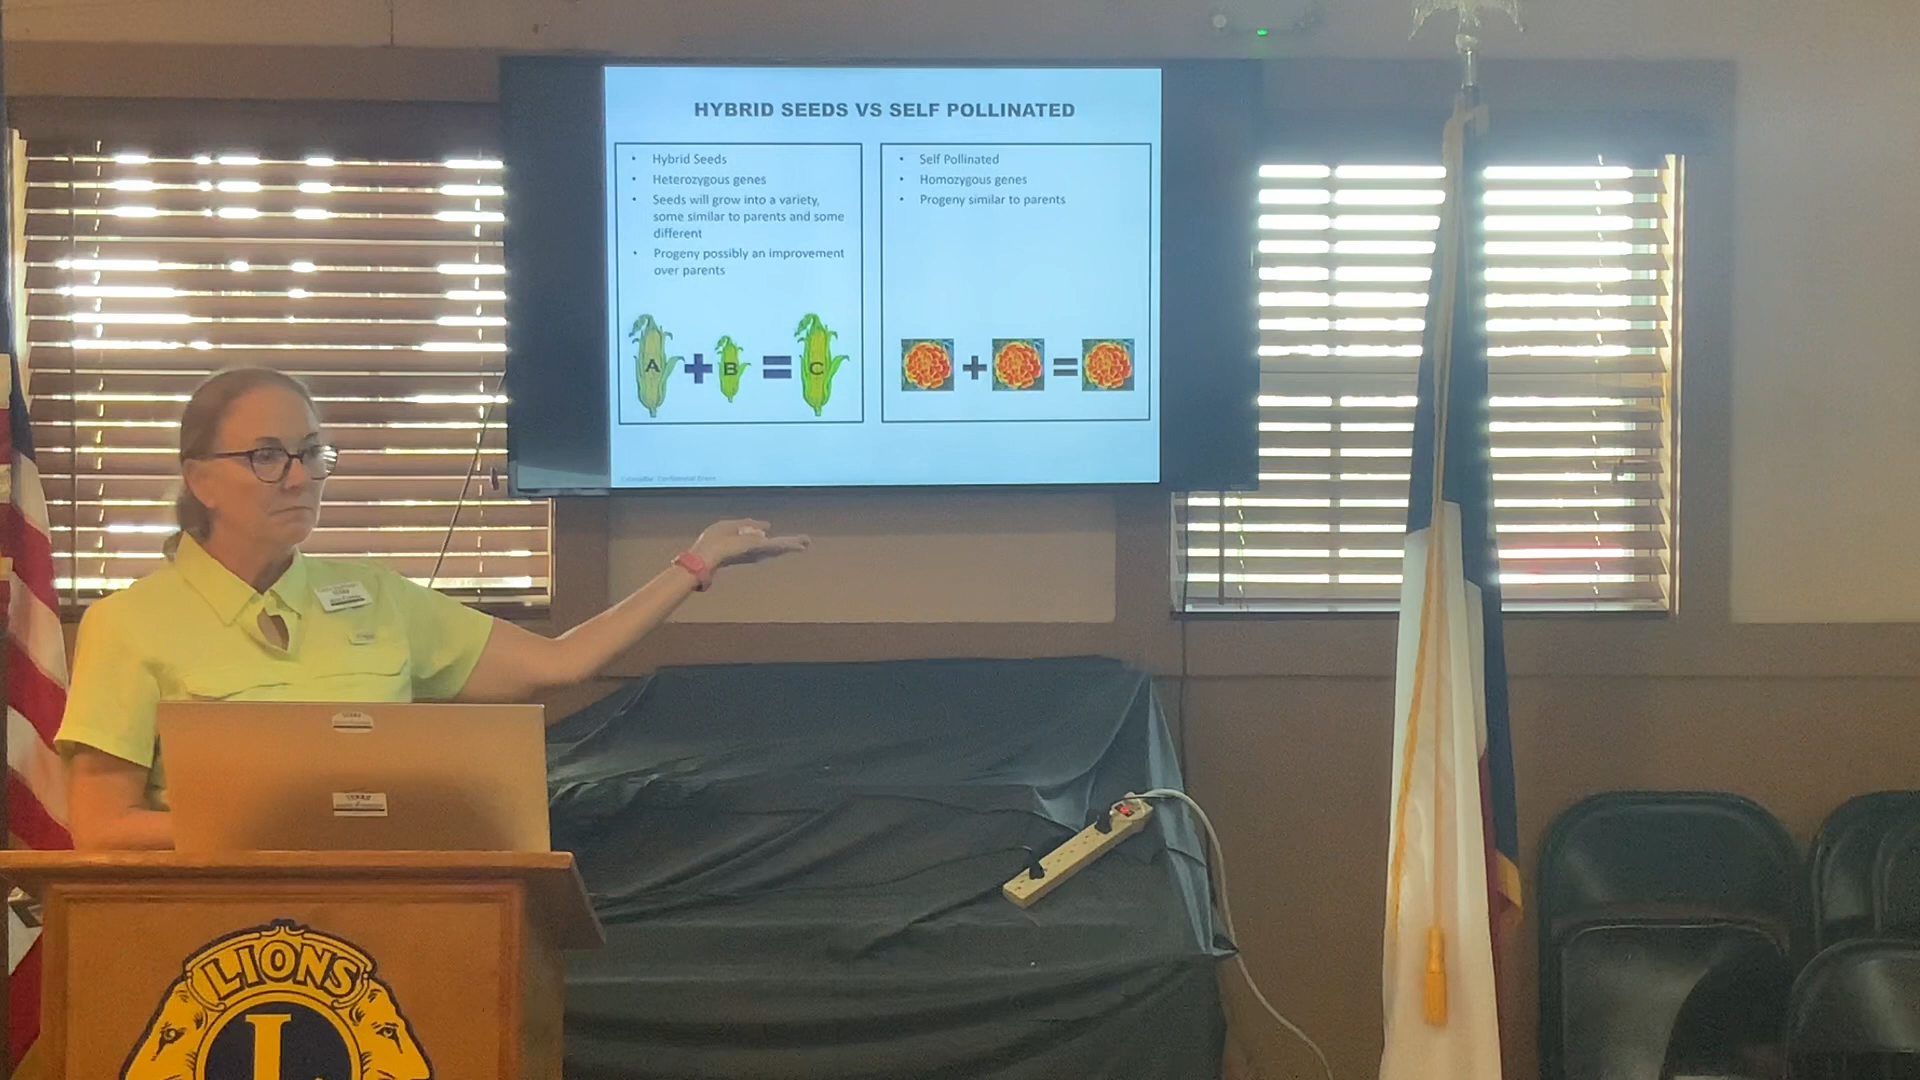 HYBRID SEEDS VS SELF POLLINATED
• Hybrid Seeds
• Heterozygous genes
• Seeds will grow into a variety,
some similar to parents and some
different
• Progeny possibly an improvement
over parents
A + B = C
• Self Pollinated
• Homozygous genes
• Progeny similar to parents
+ =
LIONS
L